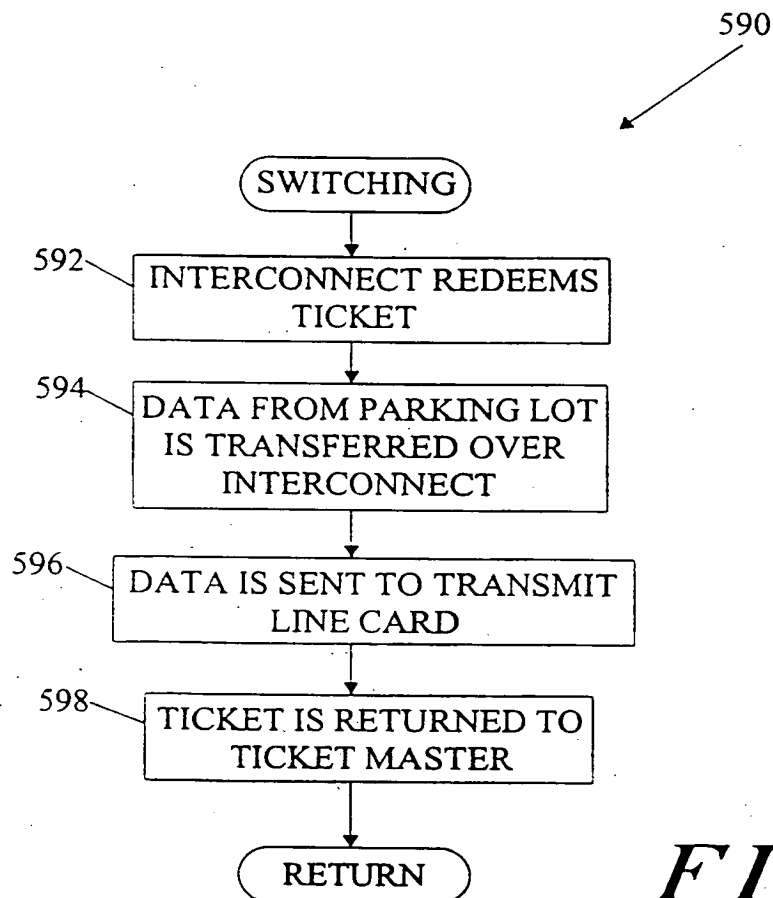 590
SWITCHING
592
INTERCONNECT REDEEMS
TICKET
594
DATA FROM PARKING LOT
IS TRANSFERRED OVER
INTERCONNECT
596
DATA IS SENT TO TRANSMIT
LINE CARD
598
TICKET IS RETURNED TO
TICKET MASTER
RETURN